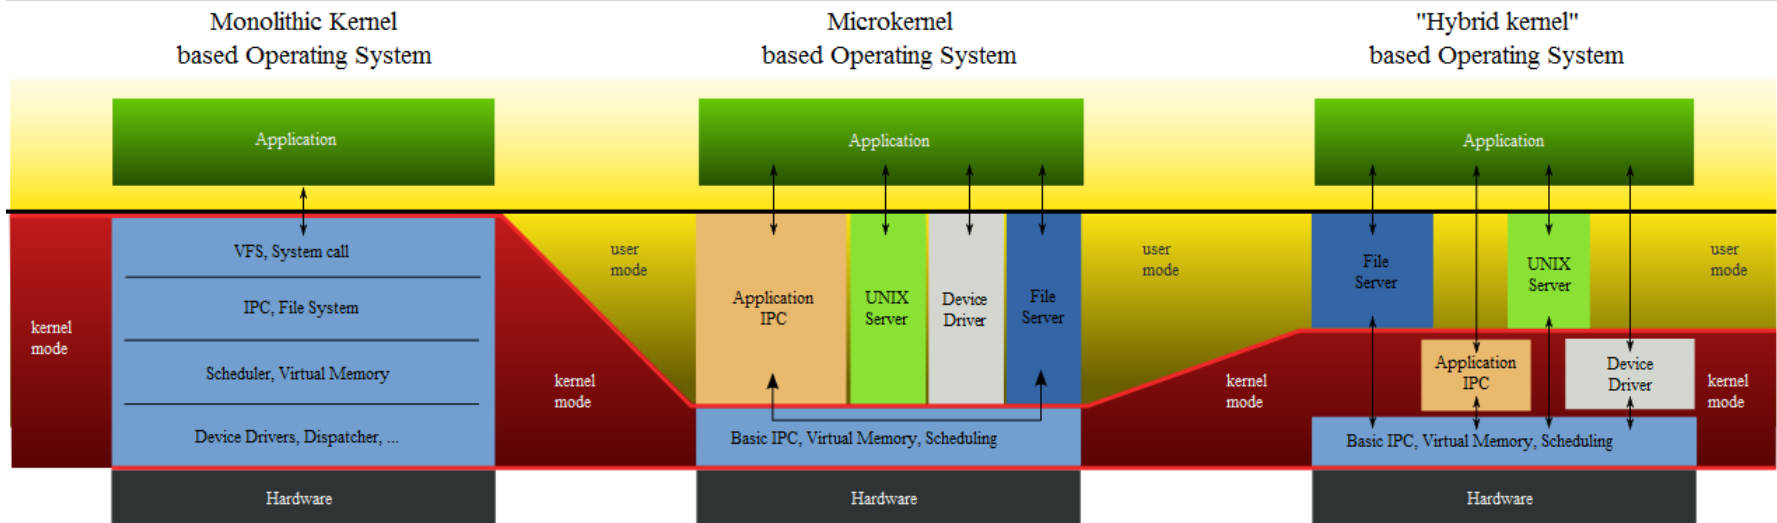 Monolithic Kernel
based Operating System
Microkernel
based Operating System
"Hybrid kernel"
based Operating System
Application
Application
Application
VFS, System call
IPC, File System
Scheduler, Virtual Memory
Device Drivers, Dispatcher, ...
kernel
mode
user
mode
kernel
mode
Application
IPC
UNIX
Server
Device
Driver
File
Server
Basic IPC, Virtual Memory, Scheduling
user
mode
kernel
mode
File
Server
UNIX
Server
user
mode
Application
IPC
Device
Driver
kernel
mode
Basic IPC, Virtual Memory, Scheduling
Hardware
Hardware
Hardware